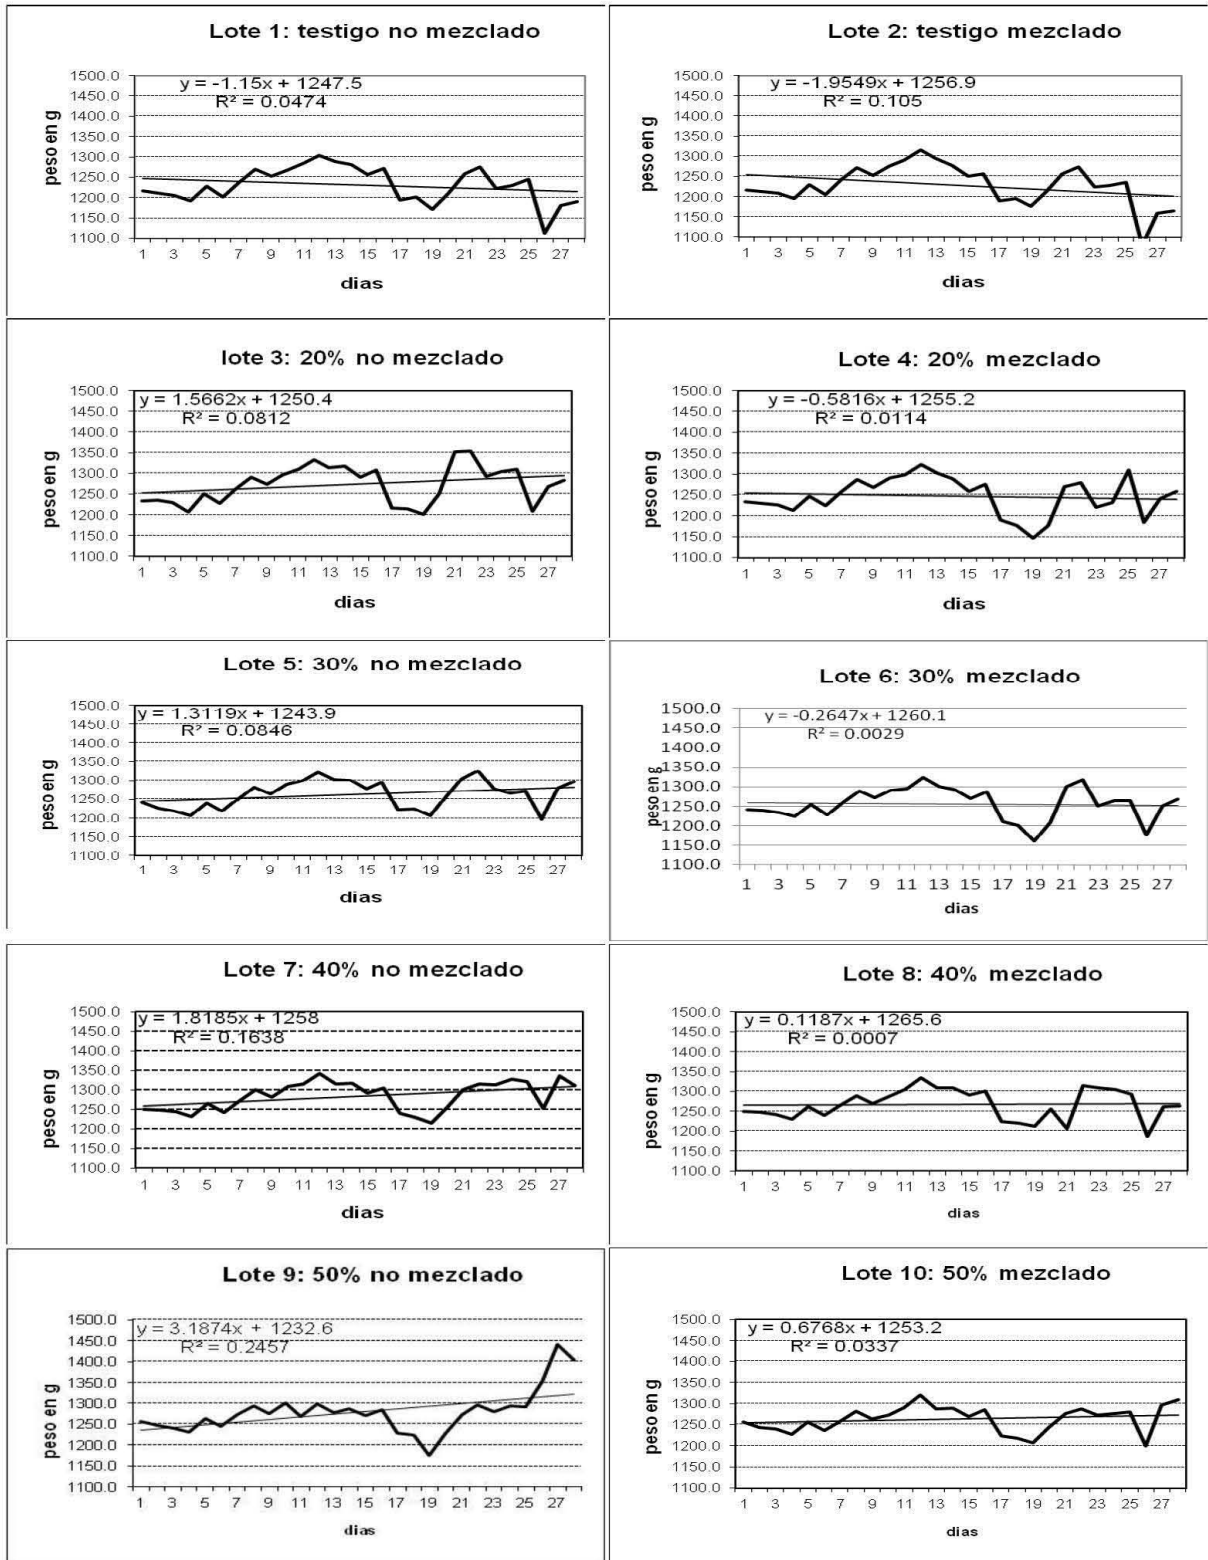 Lote 1: testigo no mezclado
y = -1.15x + 1247.5
R² = 0.0474
1500.0
1450.0
1400.0
1350.0
1300.0
1250.0
1200.0
1150.0
1100.0
peso en g
1 3 5 7 9 11 13 15 17 19 21 23 25 27
dias
Lote 2: testigo mezclado
y = -1.9549x + 1256.9
R² = 0.105
1500.0
1450.0
1400.0
1350.0
1300.0
1250.0
1200.0
1150.0
1100.0
peso en g
1 3 5 7 9 11 13 15 17 19 21 23 25 27
dias
lote 3: 20% no mezclado
y = 1.5662x + 1250.4
R² = 0.0812
1500.0
1450.0
1400.0
1350.0
1300.0
1250.0
1200.0
1150.0
1100.0
peso en g
1 3 5 7 9 11 13 15 17 19 21 23 25 27
dias
Lote 4: 20% mezclado
y = -0.5816x + 1255.2
R² = 0.0114
1500.0
1450.0
1400.0
1350.0
1300.0
1250.0
1200.0
1150.0
1100.0
peso en g
1 3 5 7 9 11 13 15 17 19 21 23 25 27
dias
Lote 5: 30% no mezclado
y = 1.3119x + 1243.9
R² = 0.0846
1500.0
1450.0
1400.0
1350.0
1300.0
1250.0
1200.0
1150.0
1100.0
peso en g
1 3 5 7 9 11 13 15 17 19 21 23 25 27
dias
Lote 6: 30% mezclado
y = -0.2647x + 1260.1
R² = 0.0029
1500.0
1450.0
1400.0
1350.0
1300.0
1250.0
1200.0
1150.0
1100.0
peso en g
1 3 5 7 9 11 13 15 17 19 21 23 25 27
dias
Lote 7: 40% no mezclado
y = 1.8185x + 1258
R² = 0.1638
1500.0
1450.0
1400.0
1350.0
1300.0
1250.0
1200.0
1150.0
1100.0
peso en g
1 3 5 7 9 11 13 15 17 19 21 23 25 27
dias
Lote 8: 40% mezclado
y = 0.1187x + 1265.6
R² = 0.0007
1500.0
1450.0
1400.0
1350.0
1300.0
1250.0
1200.0
1150.0
1100.0
peso en g
1 3 5 7 9 11 13 15 17 19 21 23 25 27
dias
Lote 9: 50% no mezclado
y = 3.1874x + 1232.6
R² = 0.2457
1500.0
1450.0
1400.0
1350.0
1300.0
1250.0
1200.0
1150.0
1100.0
peso en g
1 3 5 7 9 11 13 15 17 19 21 23 25 27
dias
Lote 10: 50% mezclado
y = 0.6768x + 1253.2
R² = 0.0337
1500.0
1450.0
1400.0
1350.0
1300.0
1250.0
1200.0
1150.0
1100.0
peso en g
1 3 5 7 9 11 13 15 17 19 21 23 25 27
dias